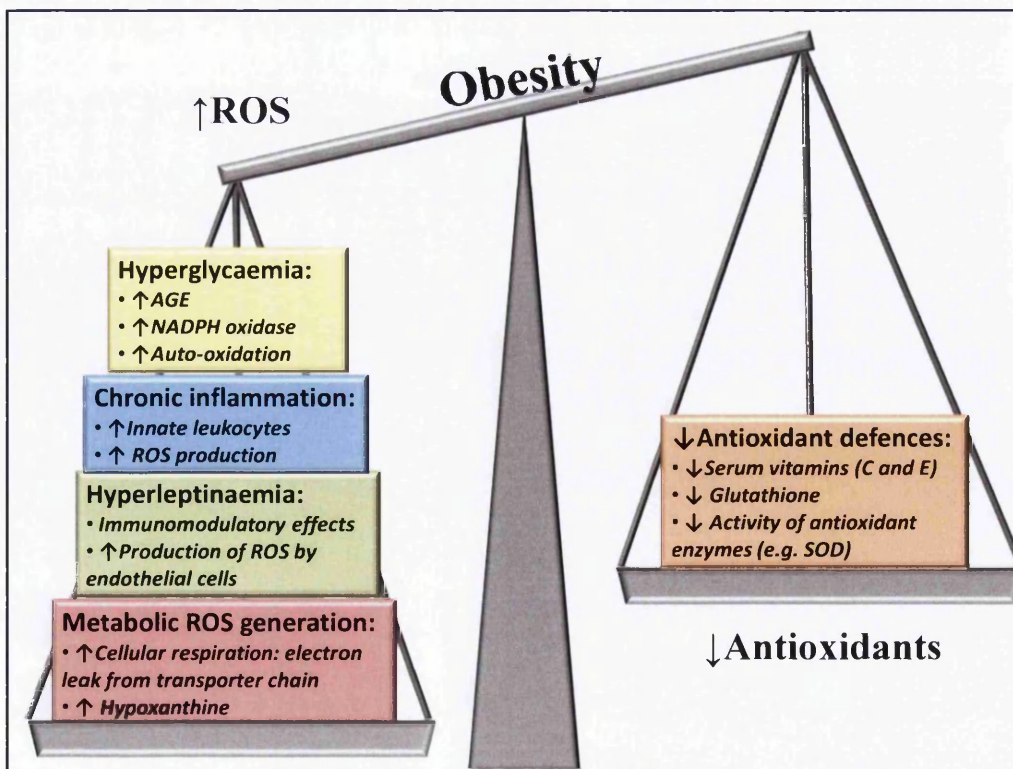 Obesity
↑ROS
Hyperglycaemia:
• ↑AGE
• ↑NADPH oxidase
• ↑Auto-oxidation
Chronic inflammation:
• ↑Innate leukocytes
• ↑ ROS production
Hyperleptinaemia:
• Immunomodulatory effects
• ↑Production of ROS by
endothelial cells
Metabolic ROS generation:
• ↑Cellular respiration: electron
leak from transporter chain
• ↑ Hypoxanthine
↓Antioxidant defences:
• ↓Serum vitamins (C and E)
• ↓ Glutathione
• ↓ Activity of antioxidant
enzymes (e.g. SOD)
↓Antioxidants